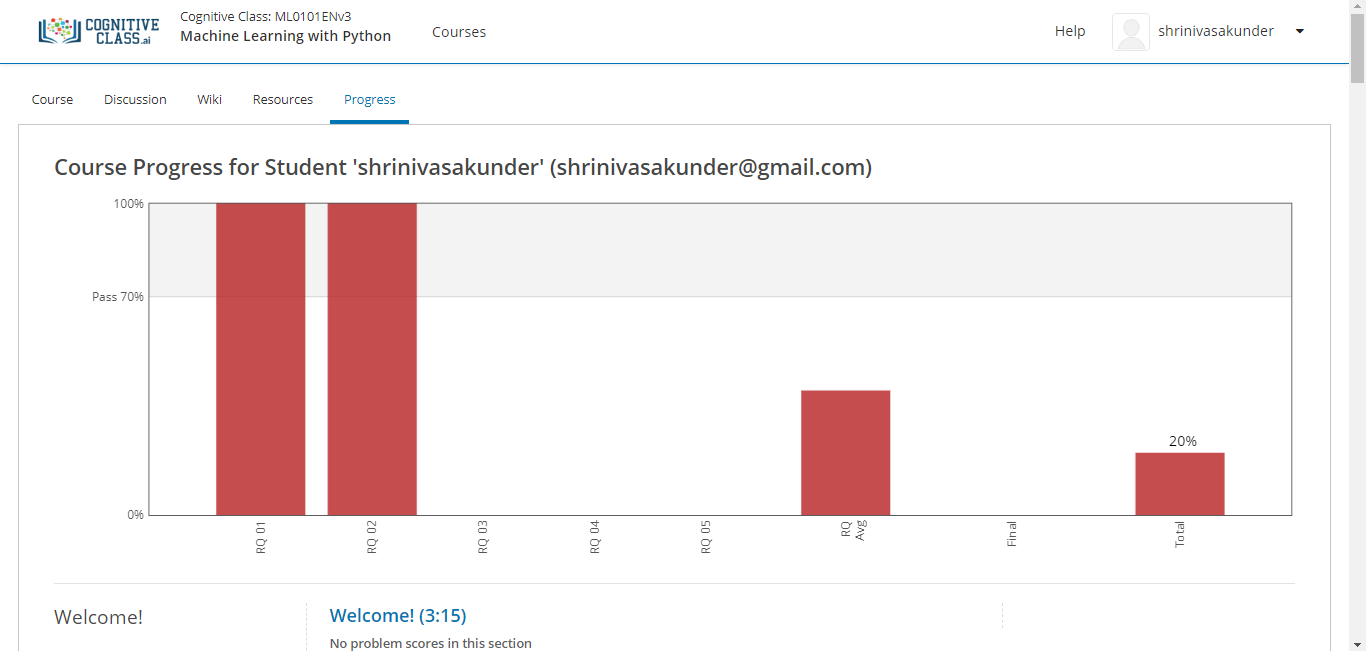 COGNITIVE
CLASS.ai
Cognitive Class: ML0101ENv3
Machine Learning with Python
Courses
Help
shrinivasakunder
Course
Discussion
Wiki
Resources
Progress
Course Progress for Student 'shrinivasakunder' (shrinivasakunder@gmail.com)
100%
Pass 70%
0%
20%
RQ 01
RQ 02
RQ 03
RQ 04
RQ 05
RQ
Avg
Final
Total
Welcome!
Welcome! (3:15)
No problem scores in this section